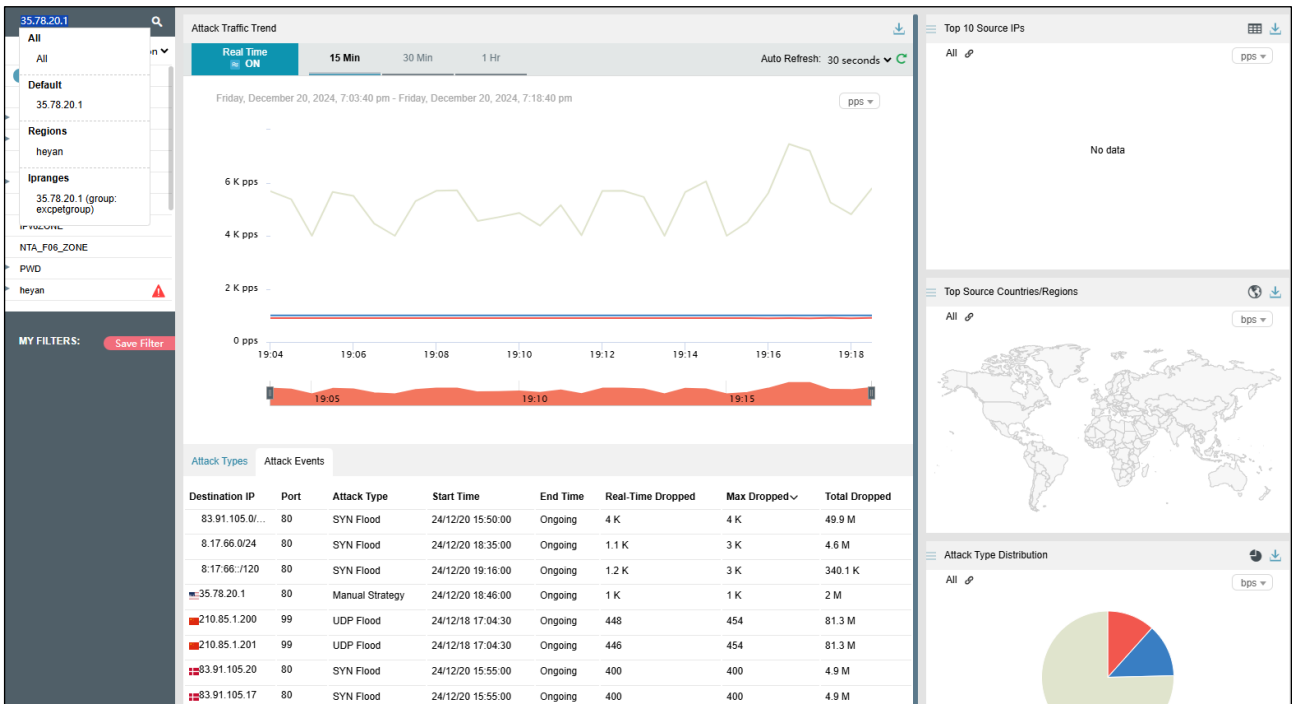 35.78.20.1
All
All
Default
35.78.20.1
Regions
heyan
Ipranges
35.78.20.1 (group:
excpetgroup)
NTA_F06_ZONE
PWD
heyan
MY FILTERS:
Save Filter
Attack Traffic Trend
Real Time
ON
15 Min
30 Min
1 Hr
Auto Refresh: 30 seconds
Friday, December 20, 2024, 7:03:40 pm - Friday, December 20, 2024, 7:18:40 pm
pps
6 K pps
4 K pps
2 K pps
0 pps
19:04 19:06 19:08 19:10 19:12 19:14 19:16 19:18
19:05 19:10 19:15
Attack Types Attack Events
Destination IP Port Attack Type Start Time End Time Real-Time Dropped Max Dropped Total Dropped
83.91.105.0/... 80 SYN Flood 24/12/20 15:50:00 Ongoing 4 K 4 K 49.9 M
8.17.66.0/24 80 SYN Flood 24/12/20 18:35:00 Ongoing 1.1 K 3 K 4.6 M
8:17:66::/120 80 SYN Flood 24/12/20 19:16:00 Ongoing 1.2 K 3 K 340.1 K
35.78.20.1 80 Manual Strategy 24/12/20 18:46:00 Ongoing 1 K 1 K 2 M
210.85.1.200 99 UDP Flood 24/12/18 17:04:30 Ongoing 448 454 81.3 M
210.85.1.201 99 UDP Flood 24/12/18 17:04:30 Ongoing 446 454 81.3 M
83.91.105.20 80 SYN Flood 24/12/20 15:55:00 Ongoing 400 400 4.9 M
83.91.105.17 80 SYN Flood 24/12/20 15:55:00 Ongoing 400 400 4.9 M
Top 10 Source IPs
All
pps
No data
Top Source Countries/Regions
All
bps
Attack Type Distribution
All
bps